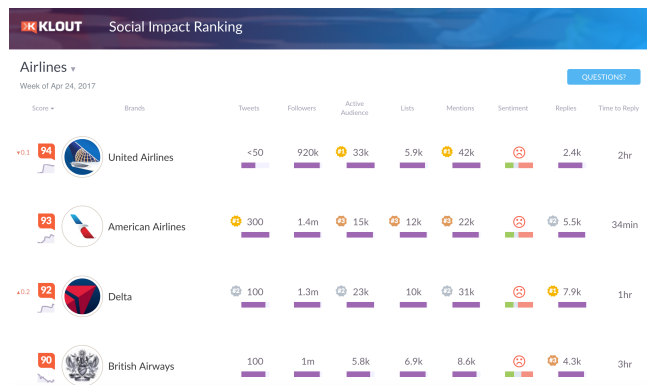 KLOUT Social Impact Ranking
Airlines
Week of Apr 24, 2017
QUESTIONS?
Score Brands Tweets Followers Active Audience Lists Mentions Sentiment Replies Time to Reply
0.1 94 United Airlines <50 920k #1 33k 5.9k #1 42k 2.4k 2hr
93 American Airlines #1 300 1.4m #3 15k #3 12k #3 22k #2 5.5k 34min
0.2 92 Delta #2 100 1.3m #2 23k 10k #2 31k #1 7.9k 1hr
90 British Airways 100 1m 5.8k 6.9k 8.6k #3 4.3k 3hr